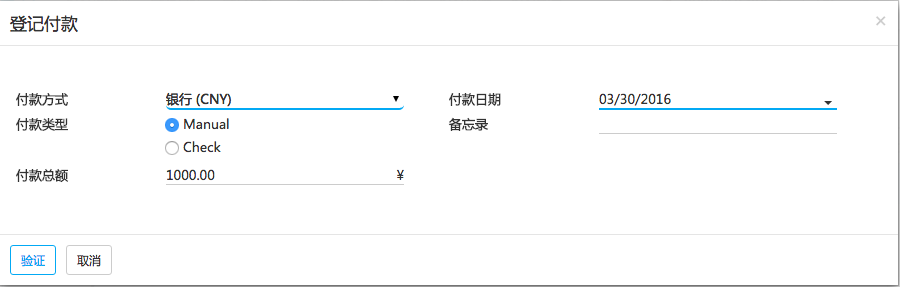 登记付款 ×
付款方式 银行 (CNY) 付款日期 03/30/2016
付款类型 Manual 备忘录
Check
付款总额 1000.00 ¥
验证 取消